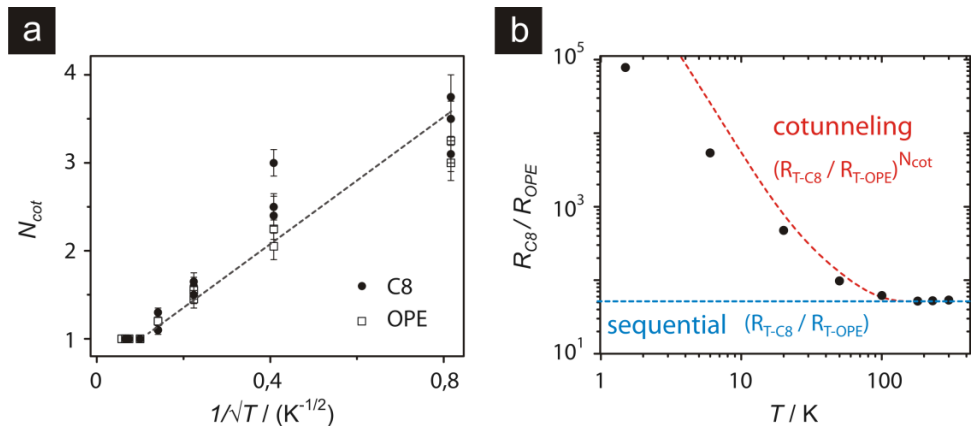 a
4
3
2
1
N_cot
C8
OPE
0
0,4
0,8
1/√T / (K^-1/2)
b
10^5
10^3
10^1
R_C8 / R_OPE
cotunneling
(R_T-C8 / R_T-OPE)^N_cot
sequential (R_T-C8 / R_T-OPE)
1
10
100
T / K